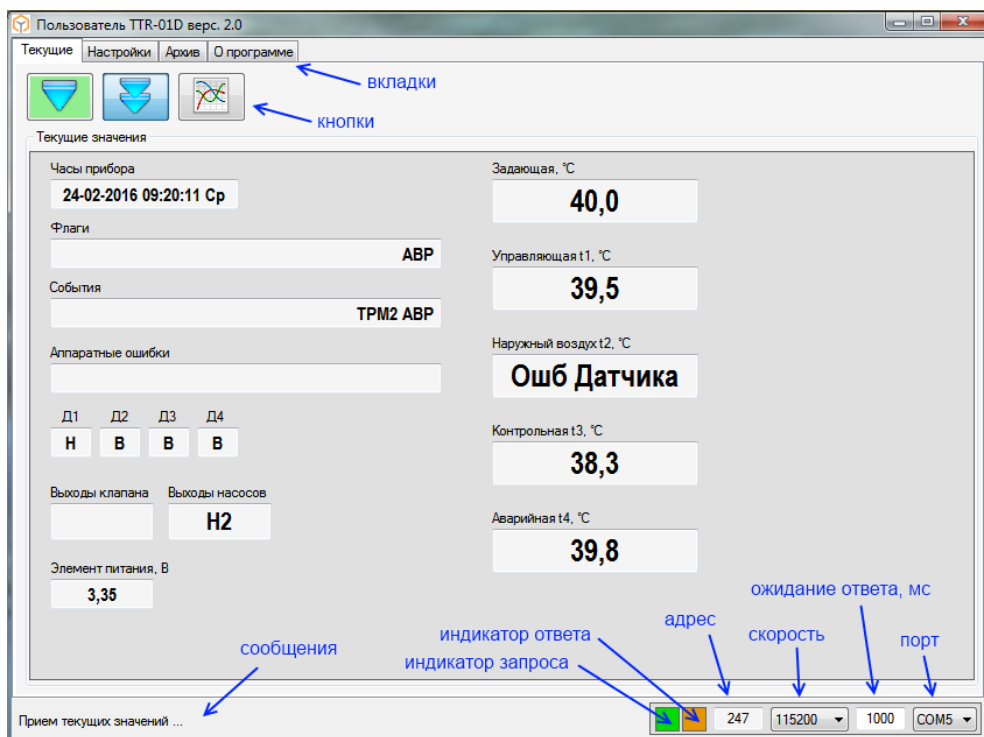 Пользователь TTR-01D верс. 2.0
Текущие Настройки Архив О программе
вкладки
кнопки
Текущие значения
Часы прибора
24-02-2016 09:20:11 Ср
Флаги
АВР
События
ТРМ2 АВР
Аппаратные ошибки
Д1 Д2 Д3 Д4
Н В В В
Выходы клапана Выходы насосов
Н2
Элемент питания, В
3,35
Задающая, °С
40,0
Управляющая t1, °С
39,5
Наружный воздух t2, °С
Ошб Датчика
Контрольная t3, °С
38,3
Аварийная t4, °С
39,8
ожидание ответа, мс
адрес
скорость
порт
индикатор ответа
индикатор запроса
сообщения
Прием текущих значений ...
247 115200 1000 COM5